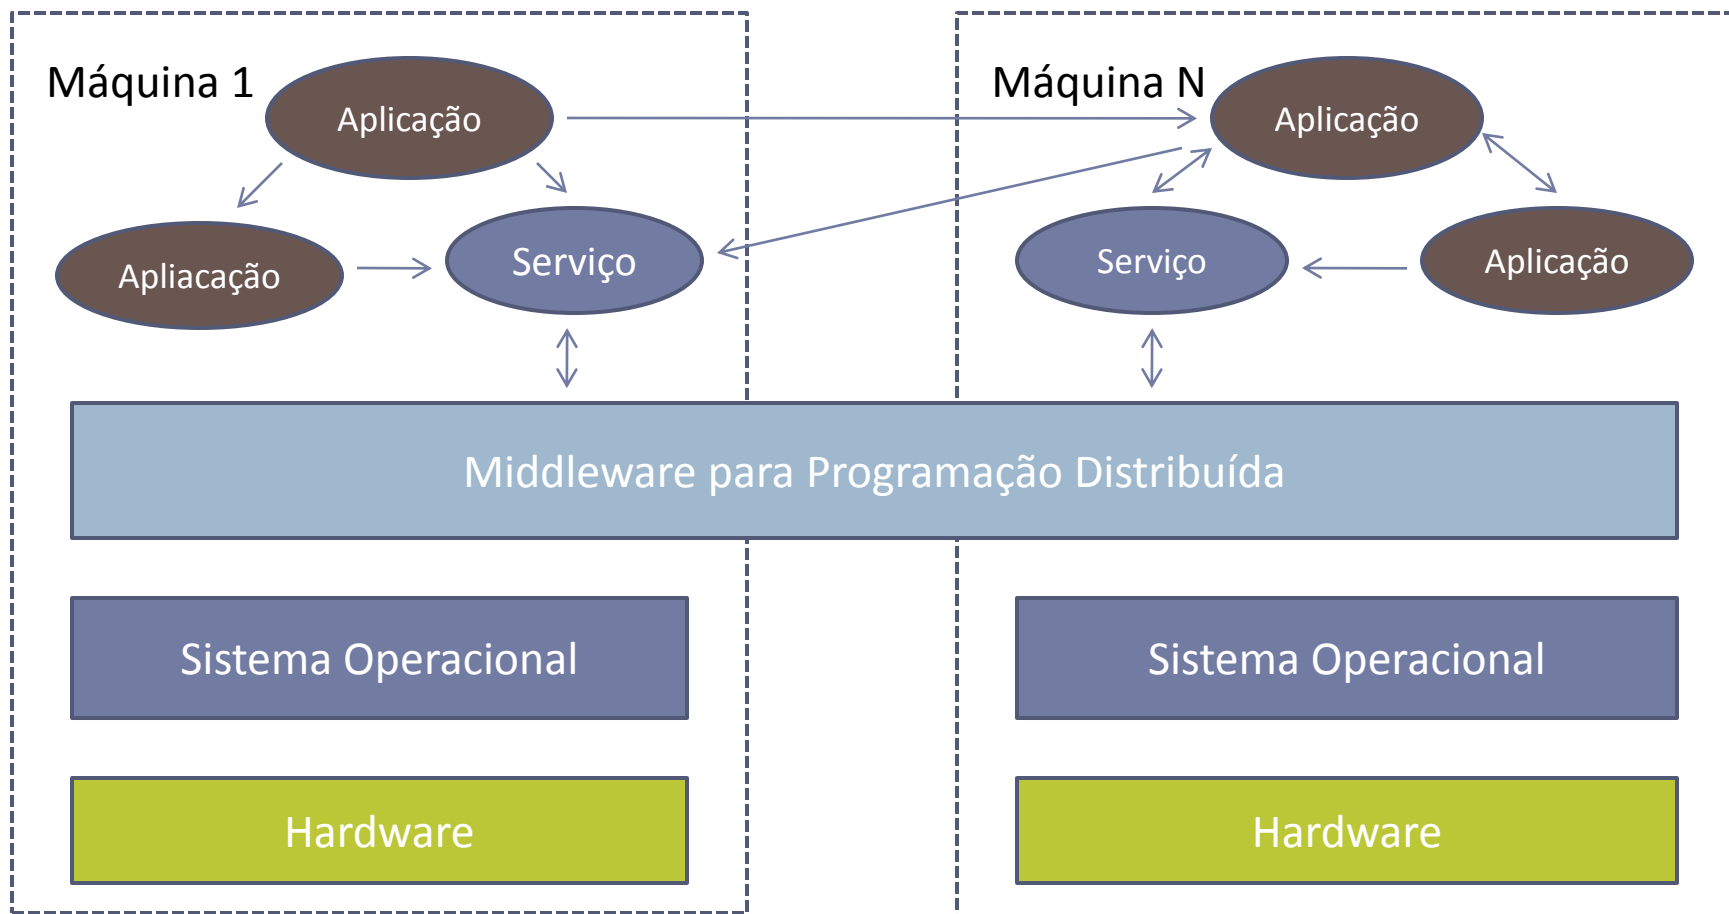 Máquina 1
Aplicação
Apliacação
Serviço
Máquina N
Aplicação
Serviço
Aplicação
Middleware para Programação Distribuída
Sistema Operacional
Sistema Operacional
Hardware
Hardware